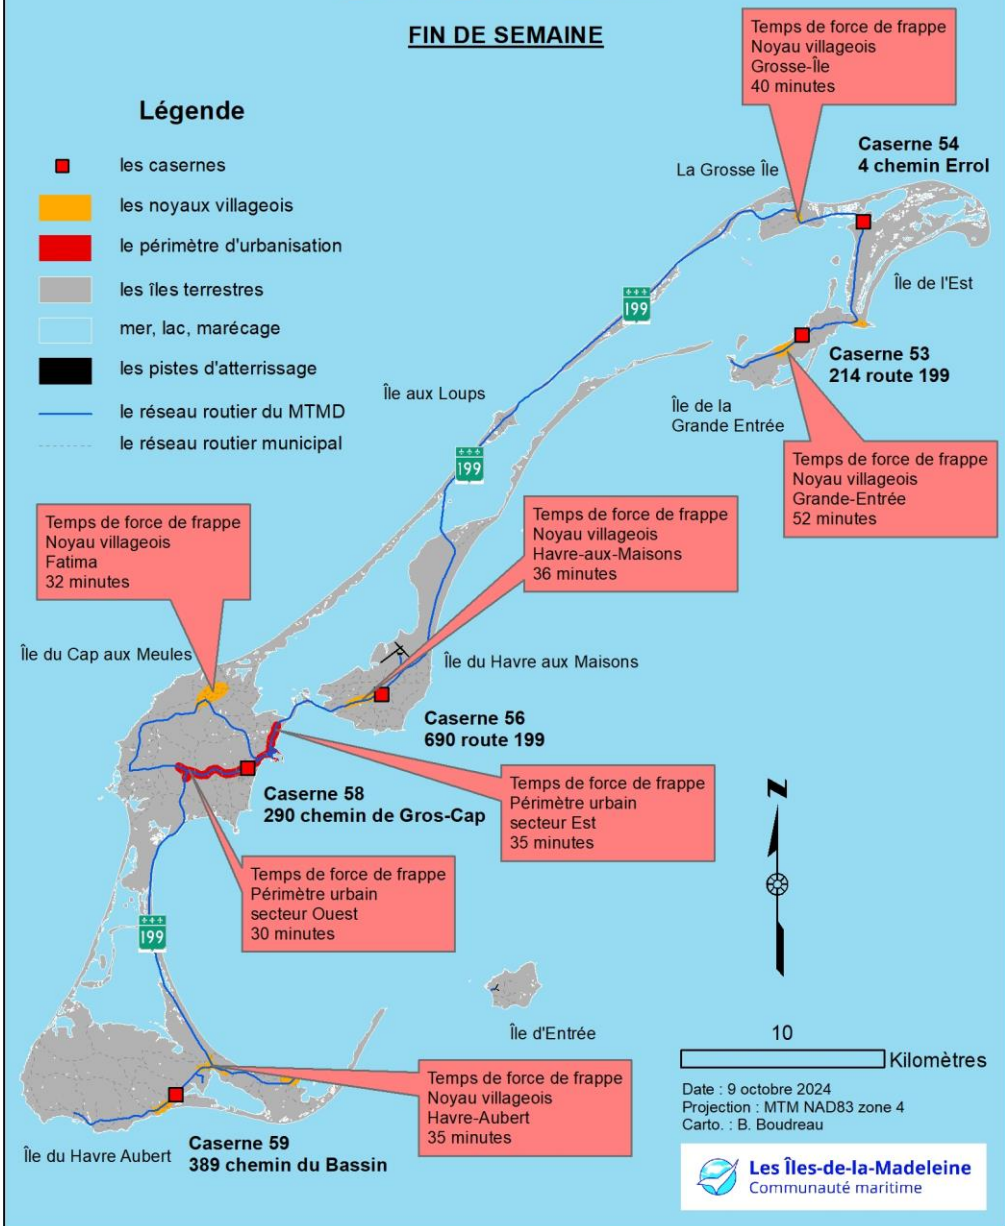 FIN DE SEMAINE
Légende
les casernes
les noyaux villageois
le périmètre d'urbanisation
les îles terrestres
mer, lac, marécage
les pistes d'atterrissage
le réseau routier du MTMD
le réseau routier municipal
Temps de force de frappe
Noyau villageois
Grosse-Île
40 minutes
Caserne 54
4 chemin Errol
La Grosse Île
Île de l'Est
199
Caserne 53
214 route 199
Île aux Loups
Île de la
Grande Entrée
199
Temps de force de frappe
Noyau villageois
Grande-Entrée
52 minutes
Temps de force de frappe
Noyau villageois
Havre-aux-Maisons
36 minutes
Temps de force de frappe
Noyau villageois
Fatima
32 minutes
Île du Cap aux Meules
Île du Havre aux Maisons
Caserne 56
690 route 199
Caserne 58
290 chemin de Gros-Cap
Temps de force de frappe
Périmètre urbain
secteur Est
35 minutes
Temps de force de frappe
Périmètre urbain
secteur Ouest
30 minutes
N
199
Île d'Entrée
10
Kilomètres
Temps de force de frappe
Noyau villageois
Havre-Aubert
35 minutes
Date : 9 octobre 2024
Projection : MTM NAD83 zone 4
Carto. : B. Boudreau
Île du Havre Aubert
Caserne 59
389 chemin du Bassin
Les Îles-de-la-Madeleine
Communauté maritime